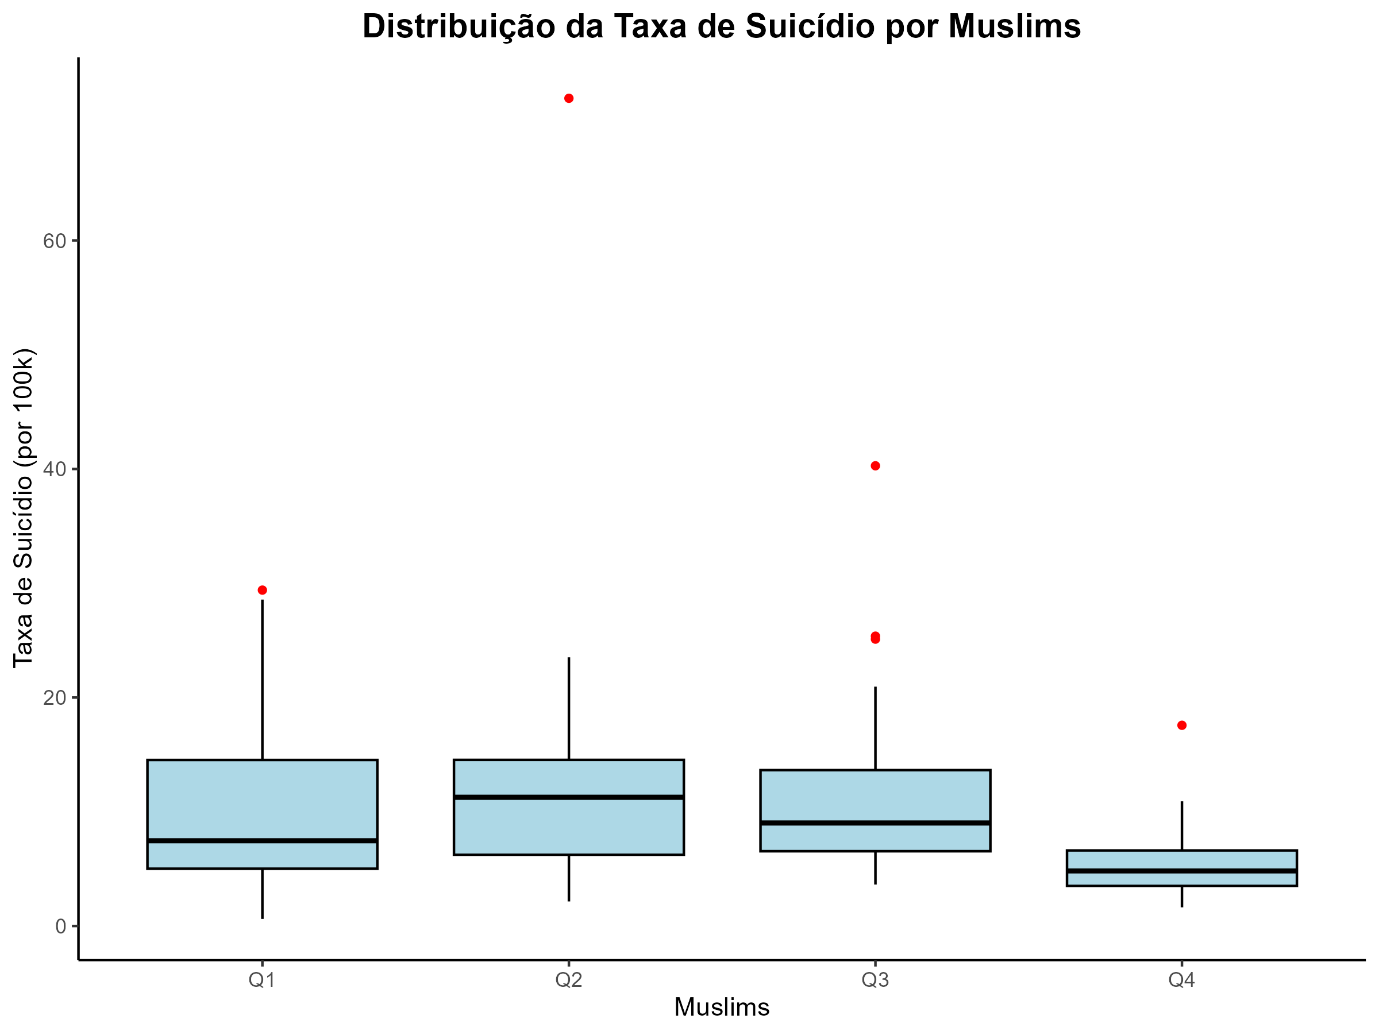 Distribuição da Taxa de Suicídio por Muslims
Taxa de Suicídio (por 100k)
60
40
20
0
Q1 Q2 Q3 Q4
Muslims